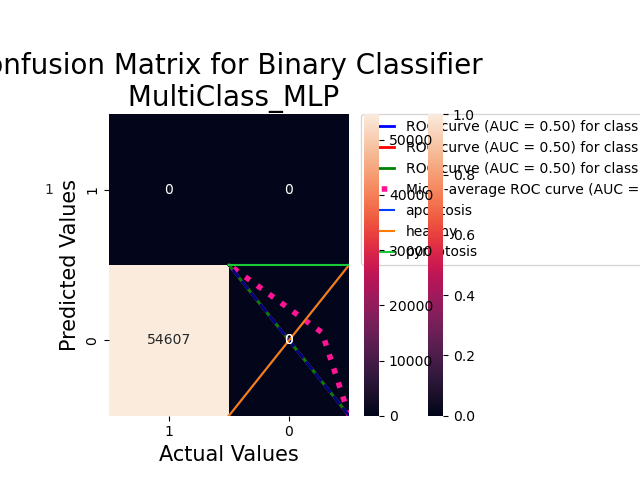 onfusion Matrix for Binary Classifier
MultiClass_MLP
ROC curve (AUC = 0.50) for class
ROC curve (AUC = 0.50) for class
ROC curve (AUC = 0.50) for class
Micro-average ROC curve (AUC =
apoptosis
healthy
pyroptosis
1.0
0.8
0.6
0.4
0.2
0.0
50000
40000
30000
20000
10000
0
1
1
0
0
0
54607
0
Predicted Values
1
0
Actual Values